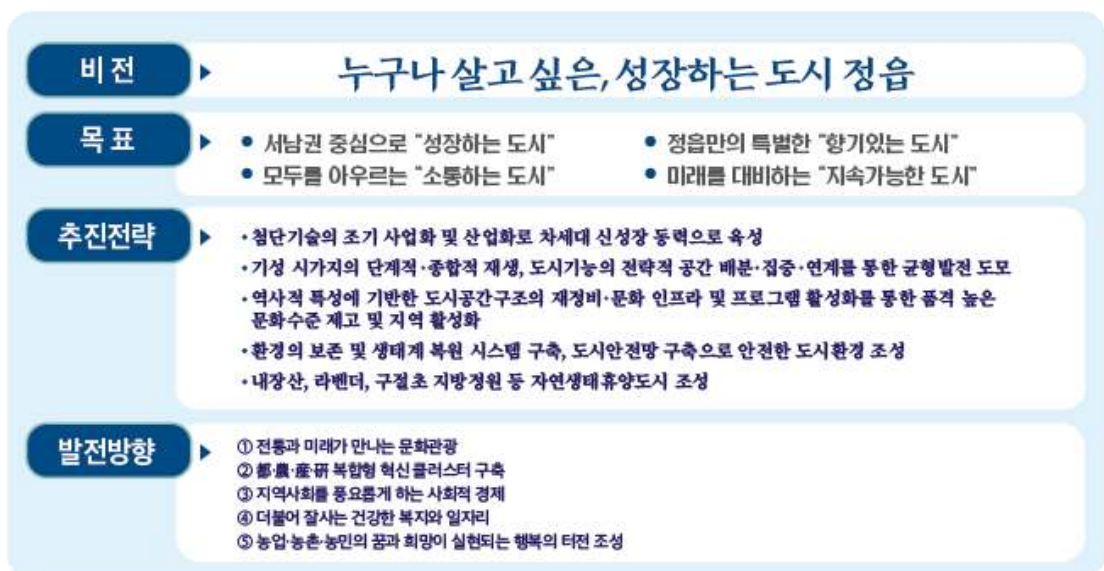 비 전
누구나 살고 싶은, 성장하는 도시 정읍
목 표
• 서남권 중심으로 "성장하는 도시"
• 정읍만의 특별한 "향기있는 도시"
• 모두를 아우르는 "소통하는 도시"
• 미래를 대비하는 "지속가능한 도시"
추진전략
·첨단기술의 조기 사업화 및 산업화로 차세대 신성장 동력으로 육성
·기성 시가지의 단계적·종합적 재생, 도시기능의 전략적 공간 배분·집중·연계를 통한 균형발전 도모
·역사적 특성에 기반한 도시공간구조의 재정비·문화 인프라 및 프로그램 활성화를 통한 품격 높은
문화수준 제고 및 지역 활성화
·환경의 보존 및 생태계 복원 시스템 구축, 도시안전망 구축으로 안전한 도시환경 조성
·내장산, 라벤더, 구절초 지방정원 등 자연생태휴양도시 조성
발전방향
① 전통과 미래가 만나는 문화관광
② 都·農·産·硏 복합형 혁신 클러스터 구축
③ 지역사회를 풍요롭게 하는 사회적 경제
④ 더불어 잘사는 건강한 복지와 일자리
⑤ 농업·농촌·농민의 꿈과 희망이 실현되는 행복의 터전 조성